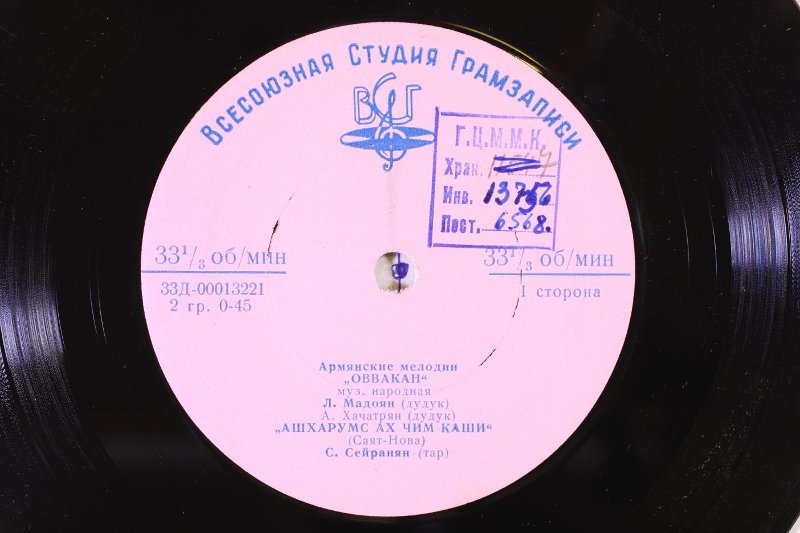 Всесоюзная Студия Грамзаписи
ВСГ
Г.Ц.М.М.К.
Хран.
Инв. 13756
Пост. 6568.
33 1/3 об/мин
33 1/3 об/мин
33Д-00013221
2 гр. 0-45
1 сторона
Армянские мелодии
„ОВВАКАН“
муз. народная
Л. Мадоян (дудук)
А. Хачатрян (дудук)
„АШХАРУМС АХ ЧИМ КАШИ“
(Саят-Нова)
С. Сейранян (тар)